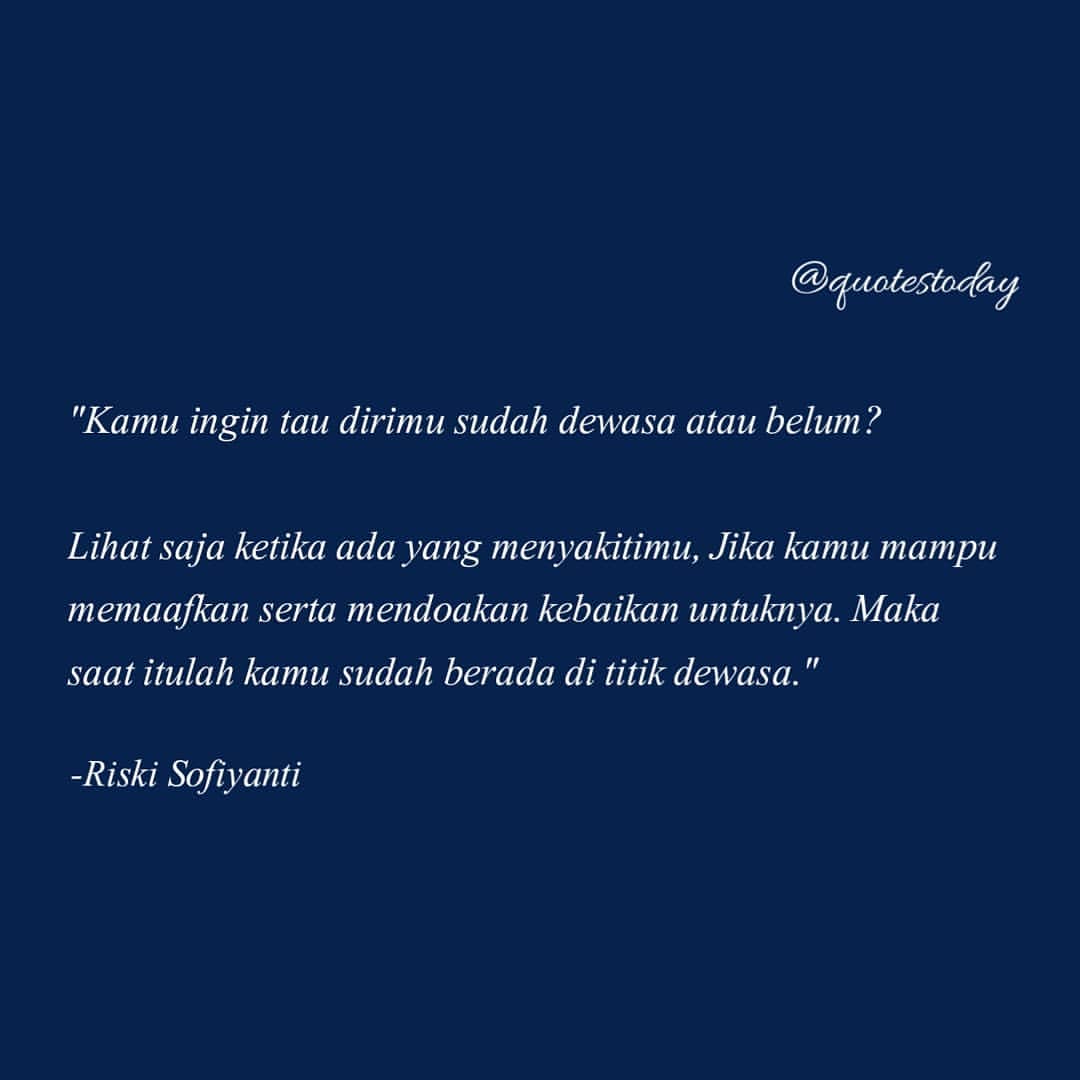 @quotestoday
"Kamu ingin tau dirimu sudah dewasa atau belum?
Lihat saja ketika ada yang menyakitimu, Jika kamu mampu
memaafkan serta mendoakan kebaikan untuknya. Maka
saat itulah kamu sudah berada di titik dewasa."
-Riski Sofiyanti